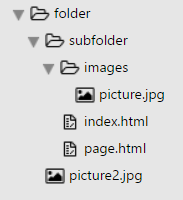 folder
subfolder
images
picture.jpg
index.html
page.html
picture2.jpg